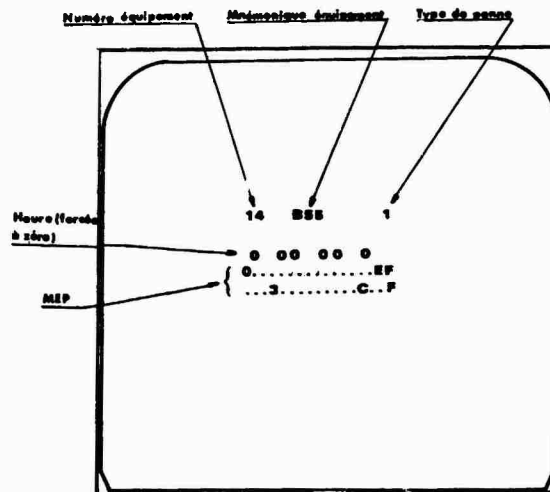 Numéro équipement Mnémonique équipement Type de panne
14 BSS 1
Heure (forcée
à zéro)
0 00 00 0
0.............EF
MEP
...3........C..F